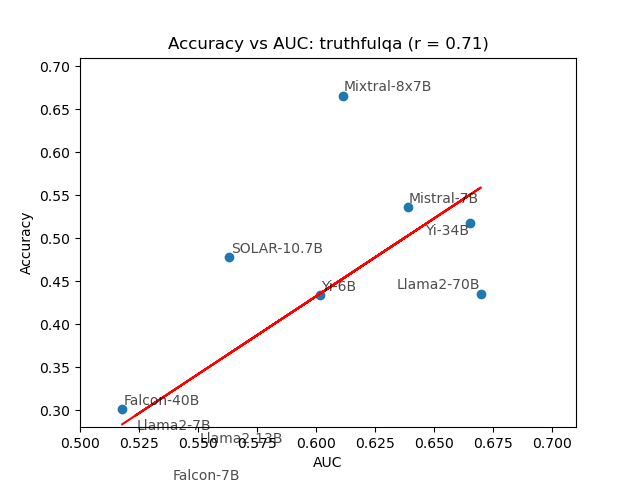 Accuracy vs AUC: truthfulqa (r = 0.71)
0.70
Mixtral-8x7B
0.65
0.60
0.55
Mistral-7B
Yi-34B
0.50
SOLAR-10.7B
0.45
Yi-6B
Llama2-70B
0.40
0.35
Falcon-40B
0.30
Llama2-7B
Llama2-13B
Accuracy
0.500 0.525 0.550 0.575 0.600 0.625 0.650 0.675 0.700
AUC
Falcon-7B